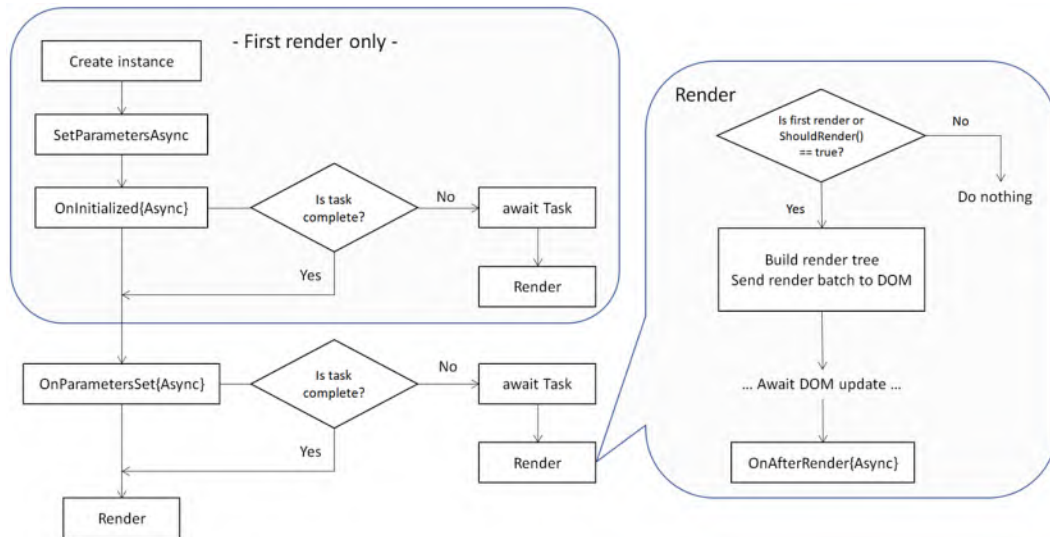 - First render only -
Create instance
SetParametersAsync
OnInitialized{Async}
Is task
complete?
No
await Task
Yes
Render
OnParametersSet{Async}
Is task
complete?
No
await Task
Yes
Render
Render
Render
Is first render or
ShouldRender()
== true?
No
Do nothing
Yes
Build render tree
Send render batch to DOM
... Await DOM update ...
OnAfterRender{Async}